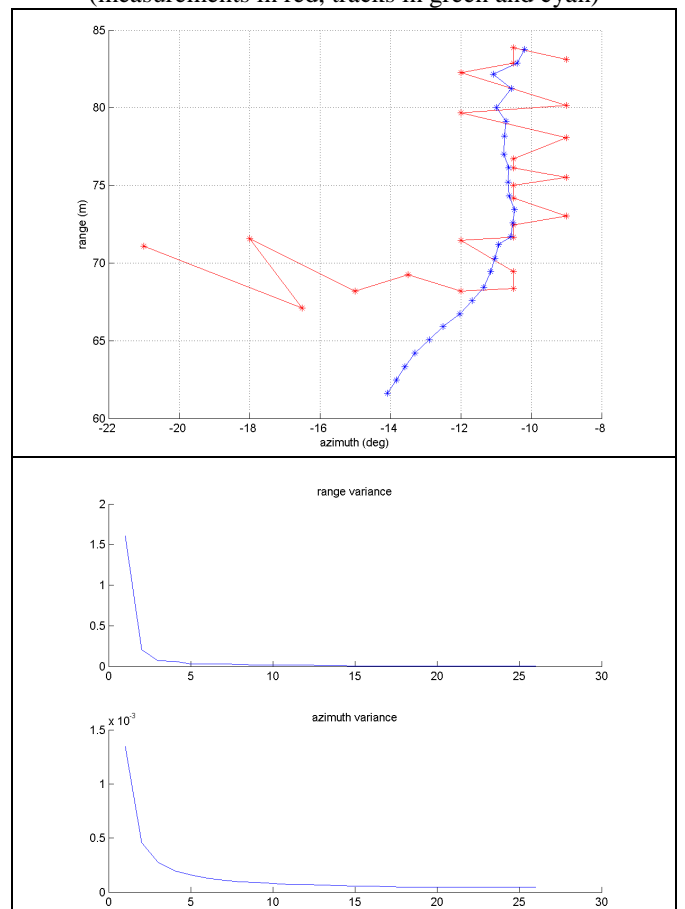 (measurements in red, tracks in green and cyan)
85
80
75
70
65
60
range (m)
-22 -20 -18 -16 -14 -12 -10 -8
azimuth (deg)
range variance
2
1.5
1
0.5
0
0 5 10 15 20 25 30
azimuth variance
x 10-3
1.5
1
0.5
0
0 5 10 15 20 25 30